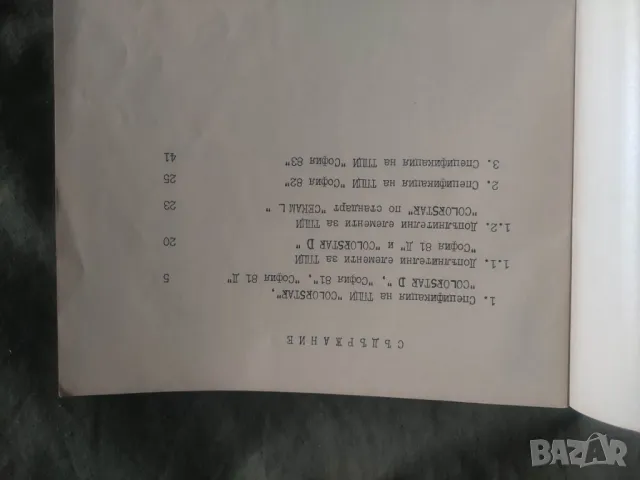 СЪДЪРЖАНИЕ
1. Спецификация на ТПЦИ "COLORSTAR",
"COLORSTAR D ", "София 81", "София 81 Д" 5
1.1. Допълнителни елементи за ТПЦИ
"София 81 Д" и "COLORSTAR D " 20
1.2. Допълнителни елементи за ТПЦИ
"COLORSTAR" по стандарт "СЕКАМ L " 23
2. Спецификация на ТПЦИ "София 82" 25
3. Спецификация на ТПЦИ "София 83" 41
BAZAR